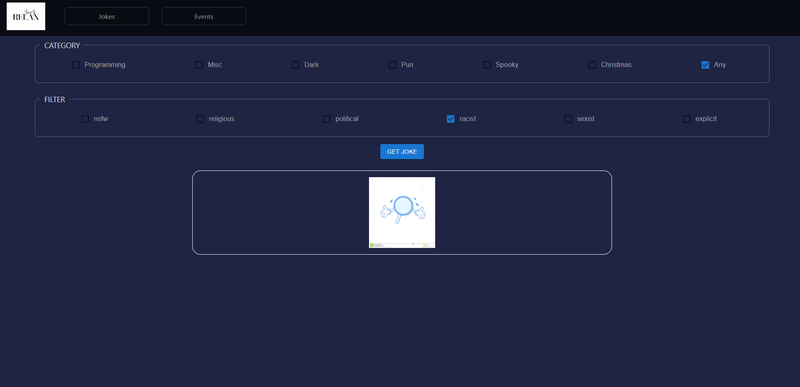 RELAX
Jokes
Events
CATEGORY
Programming
Misc
Dark
Pun
Spooky
Christmas
Any
FILTER
nsfw
religious
political
racist
sexist
explicit
GET JOKE